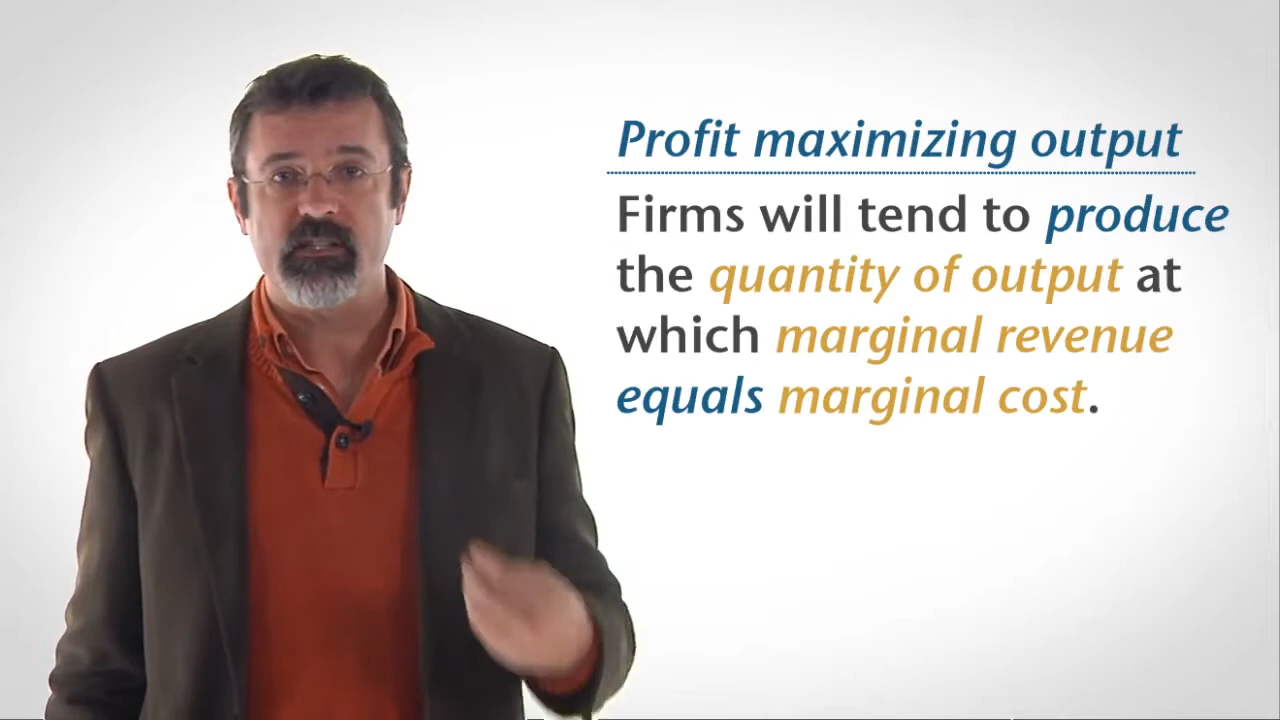 Profit maximizing output
Firms will tend to produce
the quantity of output at
which marginal revenue
equals marginal cost.